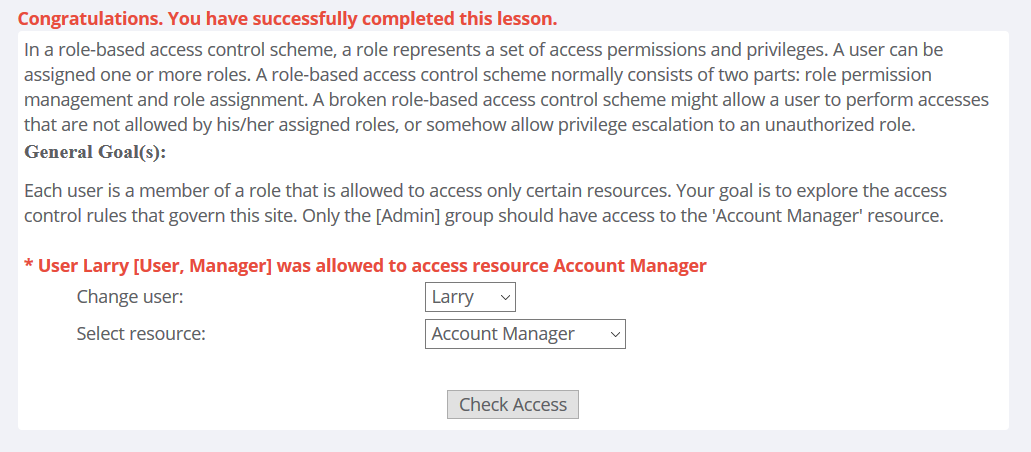 Congratulations. You have successfully completed this lesson.
In a role-based access control scheme, a role represents a set of access permissions and privileges. A user can be
assigned one or more roles. A role-based access control scheme normally consists of two parts: role permission
management and role assignment. A broken role-based access control scheme might allow a user to perform accesses
that are not allowed by his/her assigned roles, or somehow allow privilege escalation to an unauthorized role.
General Goal(s):
Each user is a member of a role that is allowed to access only certain resources. Your goal is to explore the access
control rules that govern this site. Only the [Admin] group should have access to the 'Account Manager' resource.
* User Larry [User, Manager] was allowed to access resource Account Manager
Change user: Larry
Select resource: Account Manager
Check Access